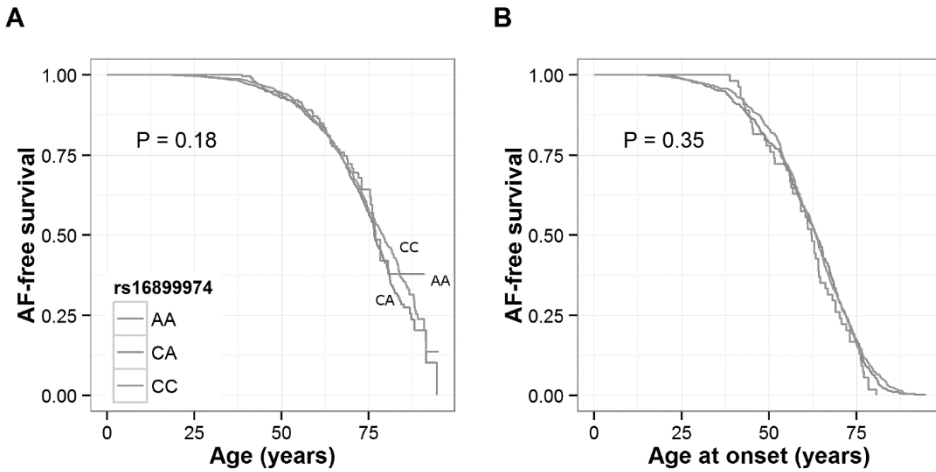 A
AF-free survival
1.00
0.75
0.50
0.25
0.00
P = 0.18
CC
AA
CA
rs16899974
AA
CA
CC
0 25 50 75
Age (years)
B
AF-free survival
1.00
0.75
0.50
0.25
0.00
P = 0.35
0 25 50 75
Age at onset (years)